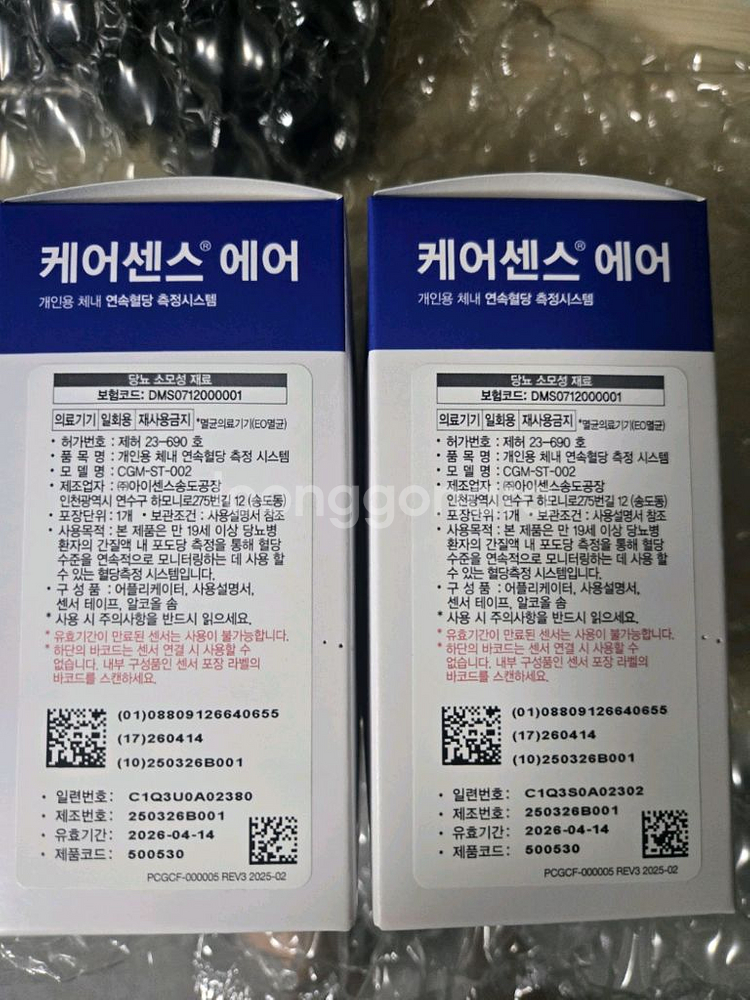 케어센스® 에어
개인용 체내 연속혈당 측정시스템
당뇨 소모성 재료
보험코드: DMS0712000001
의료기기 일회용 재사용금지 *멸균의료기기(EO멸균)
• 허가번호 : 제허 23-690 호
• 품 목 명 : 개인용 체내 연속혈당 측정 시스템
• 모 델 명 : CGM-ST-002
• 제조업자 : ㈜아이센스송도공장
인천광역시 연수구 하모니로275번길 12 (송도동)
• 포장단위 : 1개 • 보관조건 : 사용설명서 참조
• 사용목적 : 본 제품은 만 19세 이상 당뇨병
환자의 간질액 내 포도당 측정을 통해 혈당
수준을 연속적으로 모니터링하는 데 사용 할
수 있는 혈당측정 시스템입니다.
• 구 성 품 : 어플리케이터, 사용설명서,
센서 테이프, 알코올 솜
* 사용 시 주의사항을 반드시 읽으세요.
* 유효기간이 만료된 센서는 사용이 불가능합니다.
* 하단의 바코드는 센서 연결 시 사용할 수
없습니다. 내부 구성품인 센서 포장 라벨의
바코드를 스캔하세요.
(01)08809126640655
(17)260414
(10)250326B001
• 일련번호: C1Q3U0A02380
• 제조번호: 250326B001
• 유효기간: 2026-04-14
• 제품코드: 500530
PCGCF-000005 REV3 2025-02
케어센스® 에어
개인용 체내 연속혈당 측정시스템
당뇨 소모성 재료
보험코드: DMS0712000001
의료기기 일회용 재사용금지 *멸균의료기기(EO멸균)
• 허가번호 : 제허 23-690 호
• 품 목 명 : 개인용 체내 연속혈당 측정 시스템
• 모 델 명 : CGM-ST-002
• 제조업자 : ㈜아이센스송도공장
인천광역시 연수구 하모니로275번길 12 (송도동)
• 포장단위 : 1개 • 보관조건 : 사용설명서 참조
• 사용목적 : 본 제품은 만 19세 이상 당뇨병
환자의 간질액 내 포도당 측정을 통해 혈당
수준을 연속적으로 모니터링하는 데 사용 할
수 있는 혈당측정 시스템입니다.
• 구 성 품 : 어플리케이터, 사용설명서,
센서 테이프, 알코올 솜
* 사용 시 주의사항을 반드시 읽으세요.
* 유효기간이 만료된 센서는 사용이 불가능합니다.
* 하단의 바코드는 센서 연결 시 사용할 수
없습니다. 내부 구성품인 센서 포장 라벨의
바코드를 스캔하세요.
(01)08809126640655
(17)260414
(10)250326B001
• 일련번호: C1Q3S0A02302
• 제조번호: 250326B001
• 유효기간: 2026-04-14
• 제품코드: 500530
PCGCF-000005 REV3 2025-02